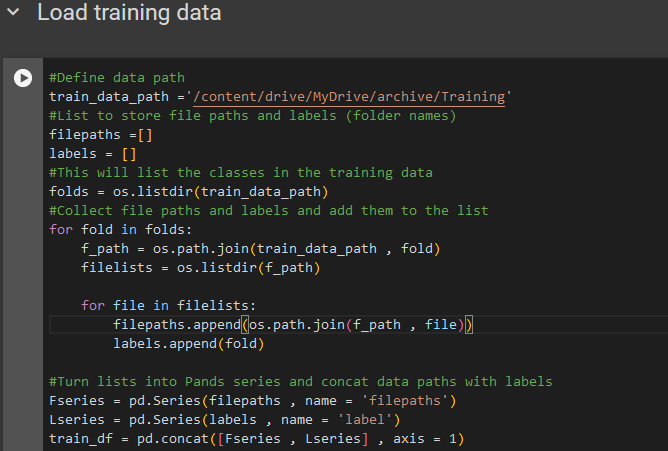 Load training data
#Define data path
train_data_path ='/content/drive/MyDrive/archive/Training'
#List to store file paths and labels (folder names)
filepaths =[]
labels = []
#This will list the classes in the training data
folds = os.listdir(train_data_path)
#Collect file paths and labels and add them to the list
for fold in folds:
    f_path = os.path.join(train_data_path , fold)
    filelists = os.listdir(f_path)

    for file in filelists:
        filepaths.append(os.path.join(f_path , file))
        labels.append(fold)

#Turn lists into Pands series and concat data paths with labels
Fseries = pd.Series(filepaths , name = 'filepaths')
Lseries = pd.Series(labels , name = 'label')
train_df = pd.concat([Fseries , Lseries] , axis = 1)